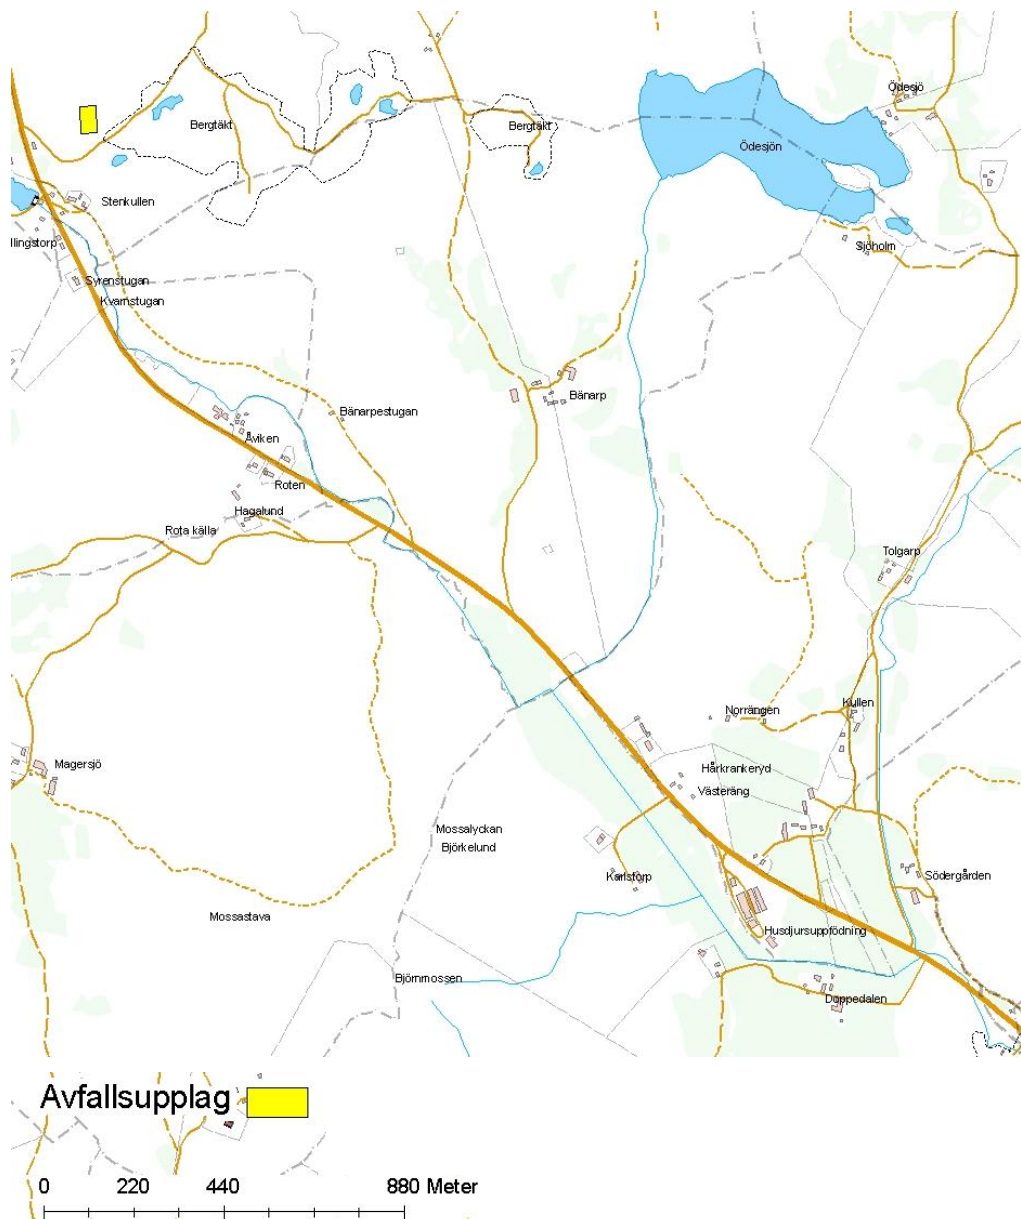 Ödesjö
Bergtäkt
Bergtäkt
Ödesjön
Stenkullen
llingstorp
Sjöholm
Syrenstugan
Kvarnstugan
Bänarp
Bänarpestugan
Åviken
Roten
Hagalund
Rota källa
Tolgarp
Kullen
Norrängen
Magersjö
Hårkrankeryd
Västeräng
Mossalyckan
Björkelund
Karlstorp
Södergården
Mossastava
Husdjursuppfödning
Björnmossen
Doppedalen
Avfallsupplag
0 220 440 880 Meter